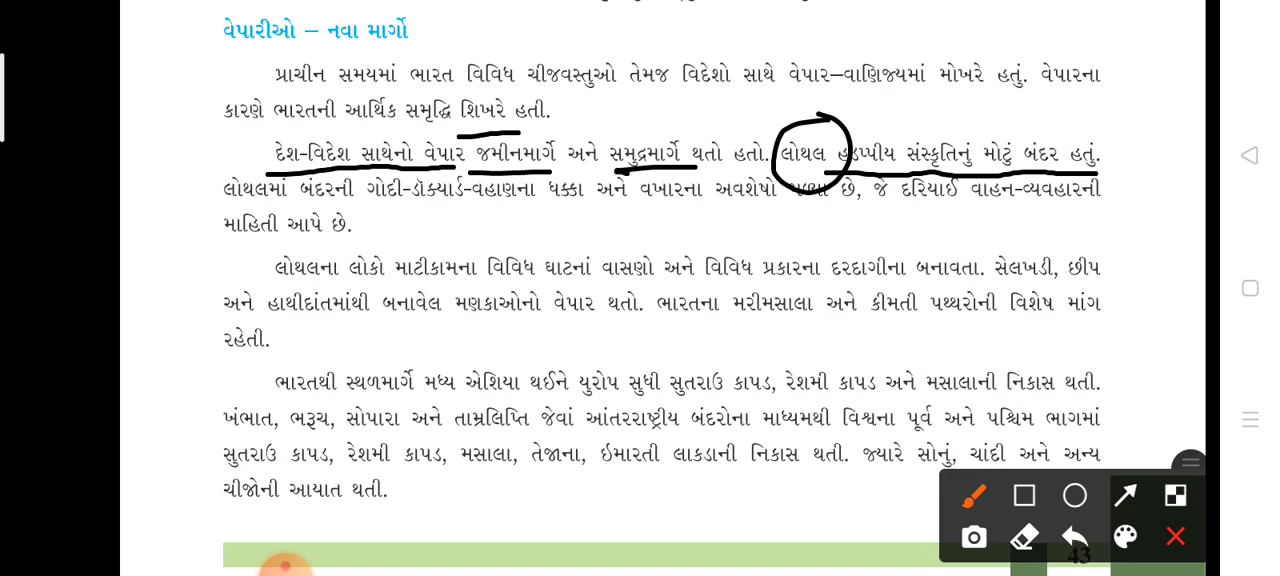 વેપારીઓ – નવા માર્ગો
પ્રાચીન સમયમાં ભારત વિવિધ ચીજવસ્તુઓ તેમજ વિદેશો સાથે વેપાર–વાણિજ્યમાં મોખરે હતું. વેપારના
કારણે ભારતની આર્થિક સમૃદ્ધિ શિખરે હતી.
દેશ-વિદેશ સાથેનો વેપાર જમીનમાર્ગે અને સમુદ્રમાર્ગે થતો હતો. લોથલ હડપ્પીય સંસ્કૃતિનું મોટું બંદર હતું.
લોથલમાં બંદરની ગોદી-ડૉક્યાર્ડ-વહાણના ધક્કા અને વખારના અવશેષો મળ્યા છે, જે દરિયાઈ વાહન-વ્યવહારની
માહિતી આપે છે.
લોથલના લોકો માટીકામના વિવિધ ઘાટનાં વાસણો અને વિવિધ પ્રકારના દરદાગીના બનાવતા. સેલખડી, છીપ
અને હાથીદાંતમાંથી બનાવેલ મણકાઓનો વેપાર થતો. ભારતના મરીમસાલા અને કીમતી પથ્થરોની વિશેષ માંગ
રહેતી.
ભારતથી સ્થળમાર્ગે મધ્ય એશિયા થઈને યુરોપ સુધી સુતરાઉ કાપડ, રેશમી કાપડ અને મસાલાની નિકાસ થતી.
ખંભાત, ભરૂચ, સોપારા અને તામ્રલિપ્તિ જેવાં આંતરરાષ્ટ્રીય બંદરોના માધ્યમથી વિશ્વના પૂર્વ અને પશ્ચિમ ભાગમાં
સુતરાઉ કાપડ, રેશમી કાપડ, મસાલા, તેજાના, ઇમારતી લાકડાની નિકાસ થતી. જ્યારે સોનું, ચાંદી અને અન્ય
ચીજોની આયાત થતી.
43